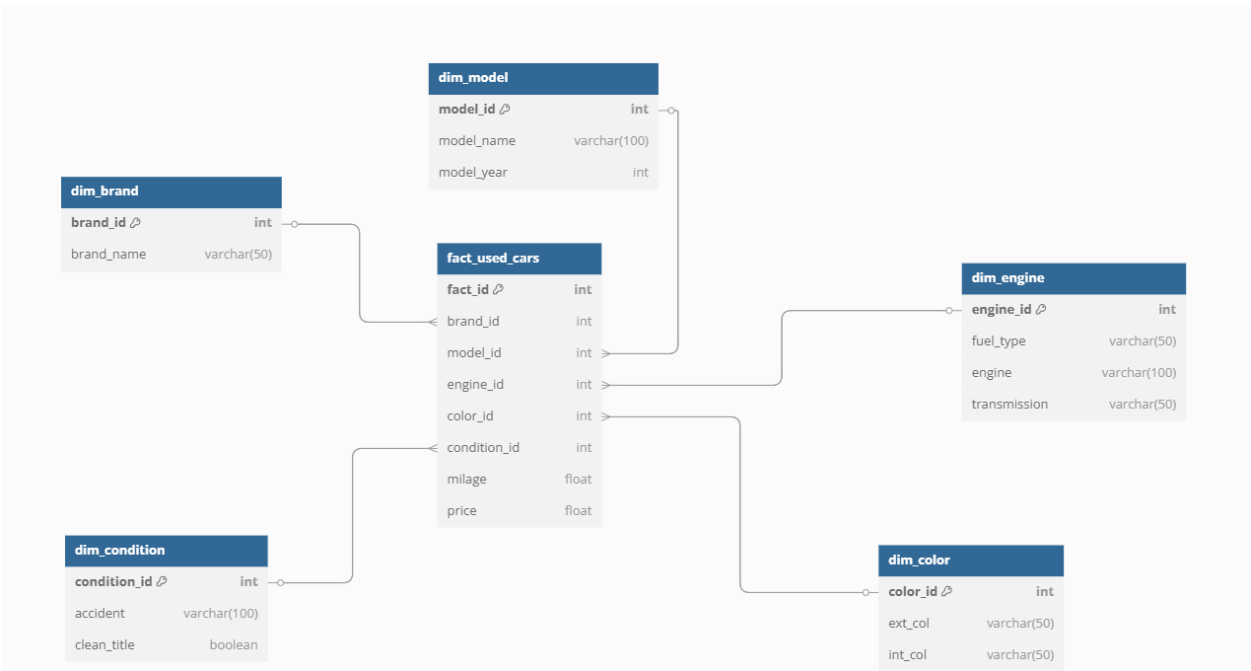 dim_model
model_id int
model_name varchar(100)
model_year int
dim_brand
brand_id int
brand_name varchar(50)
fact_used_cars
fact_id int
brand_id int
model_id int
engine_id int
color_id int
condition_id int
milage float
price float
dim_engine
engine_id int
fuel_type varchar(50)
engine varchar(100)
transmission varchar(50)
dim_condition
condition_id int
accident varchar(100)
clean_title boolean
dim_color
color_id int
ext_col varchar(50)
int_col varchar(50)